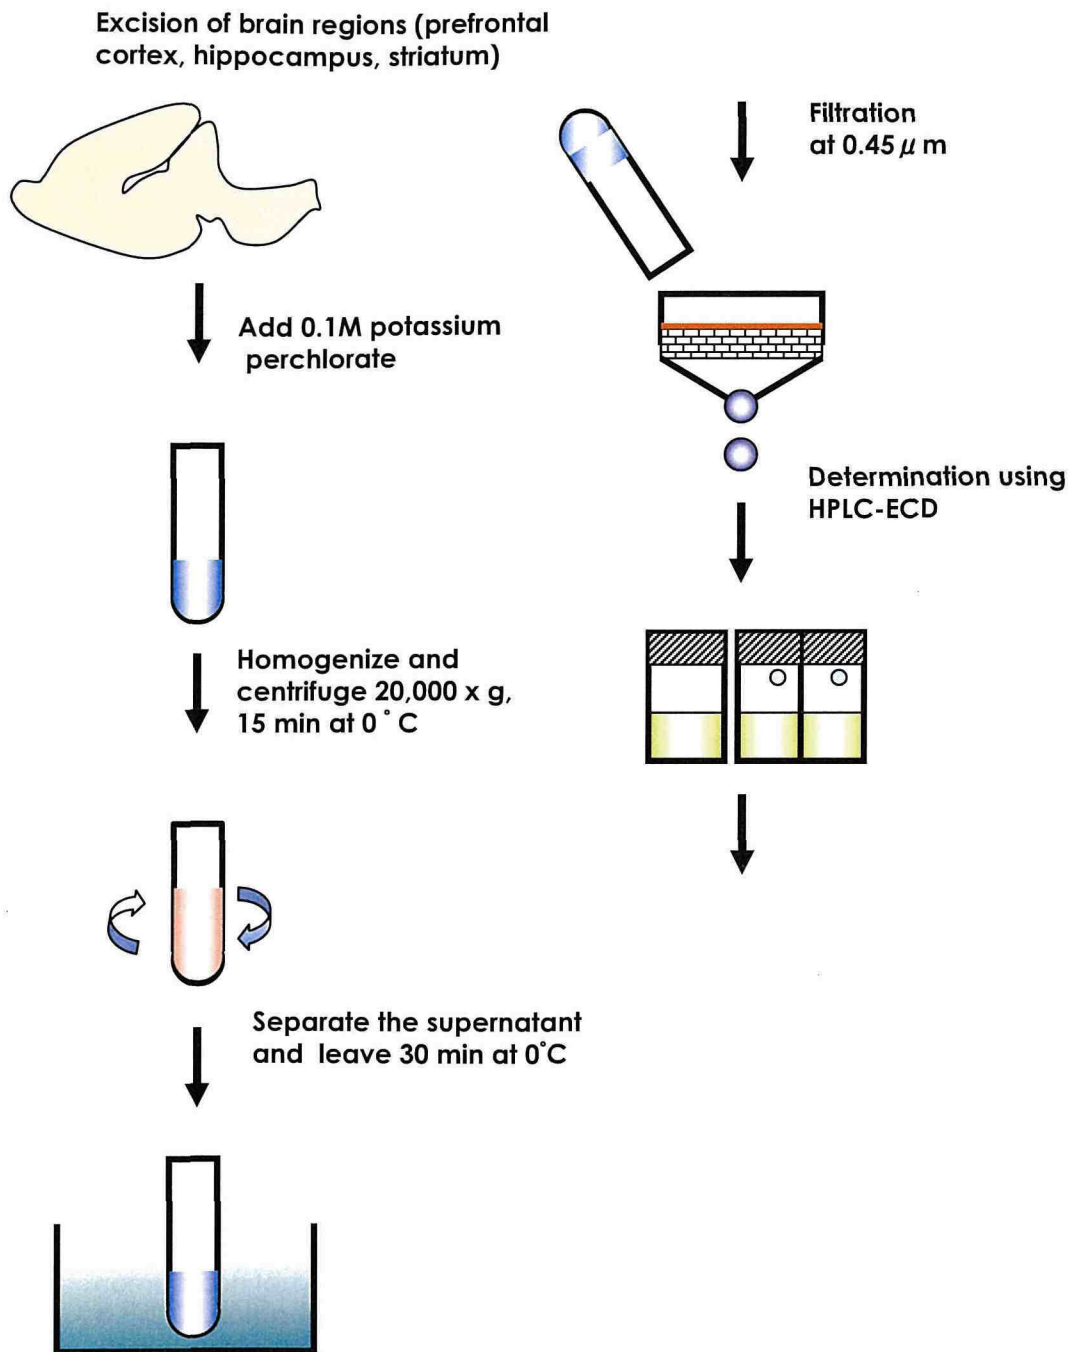 Excision of brain regions (prefrontal
cortex, hippocampus, striatum)
Add 0.1M potassium
perchlorate
Homogenize and
centrifuge 20,000 x g,
15 min at 0˚ C
Separate the supernatant
and leave 30 min at 0˚C
Filtration
at 0.45 μ m
Determination using
HPLC-ECD